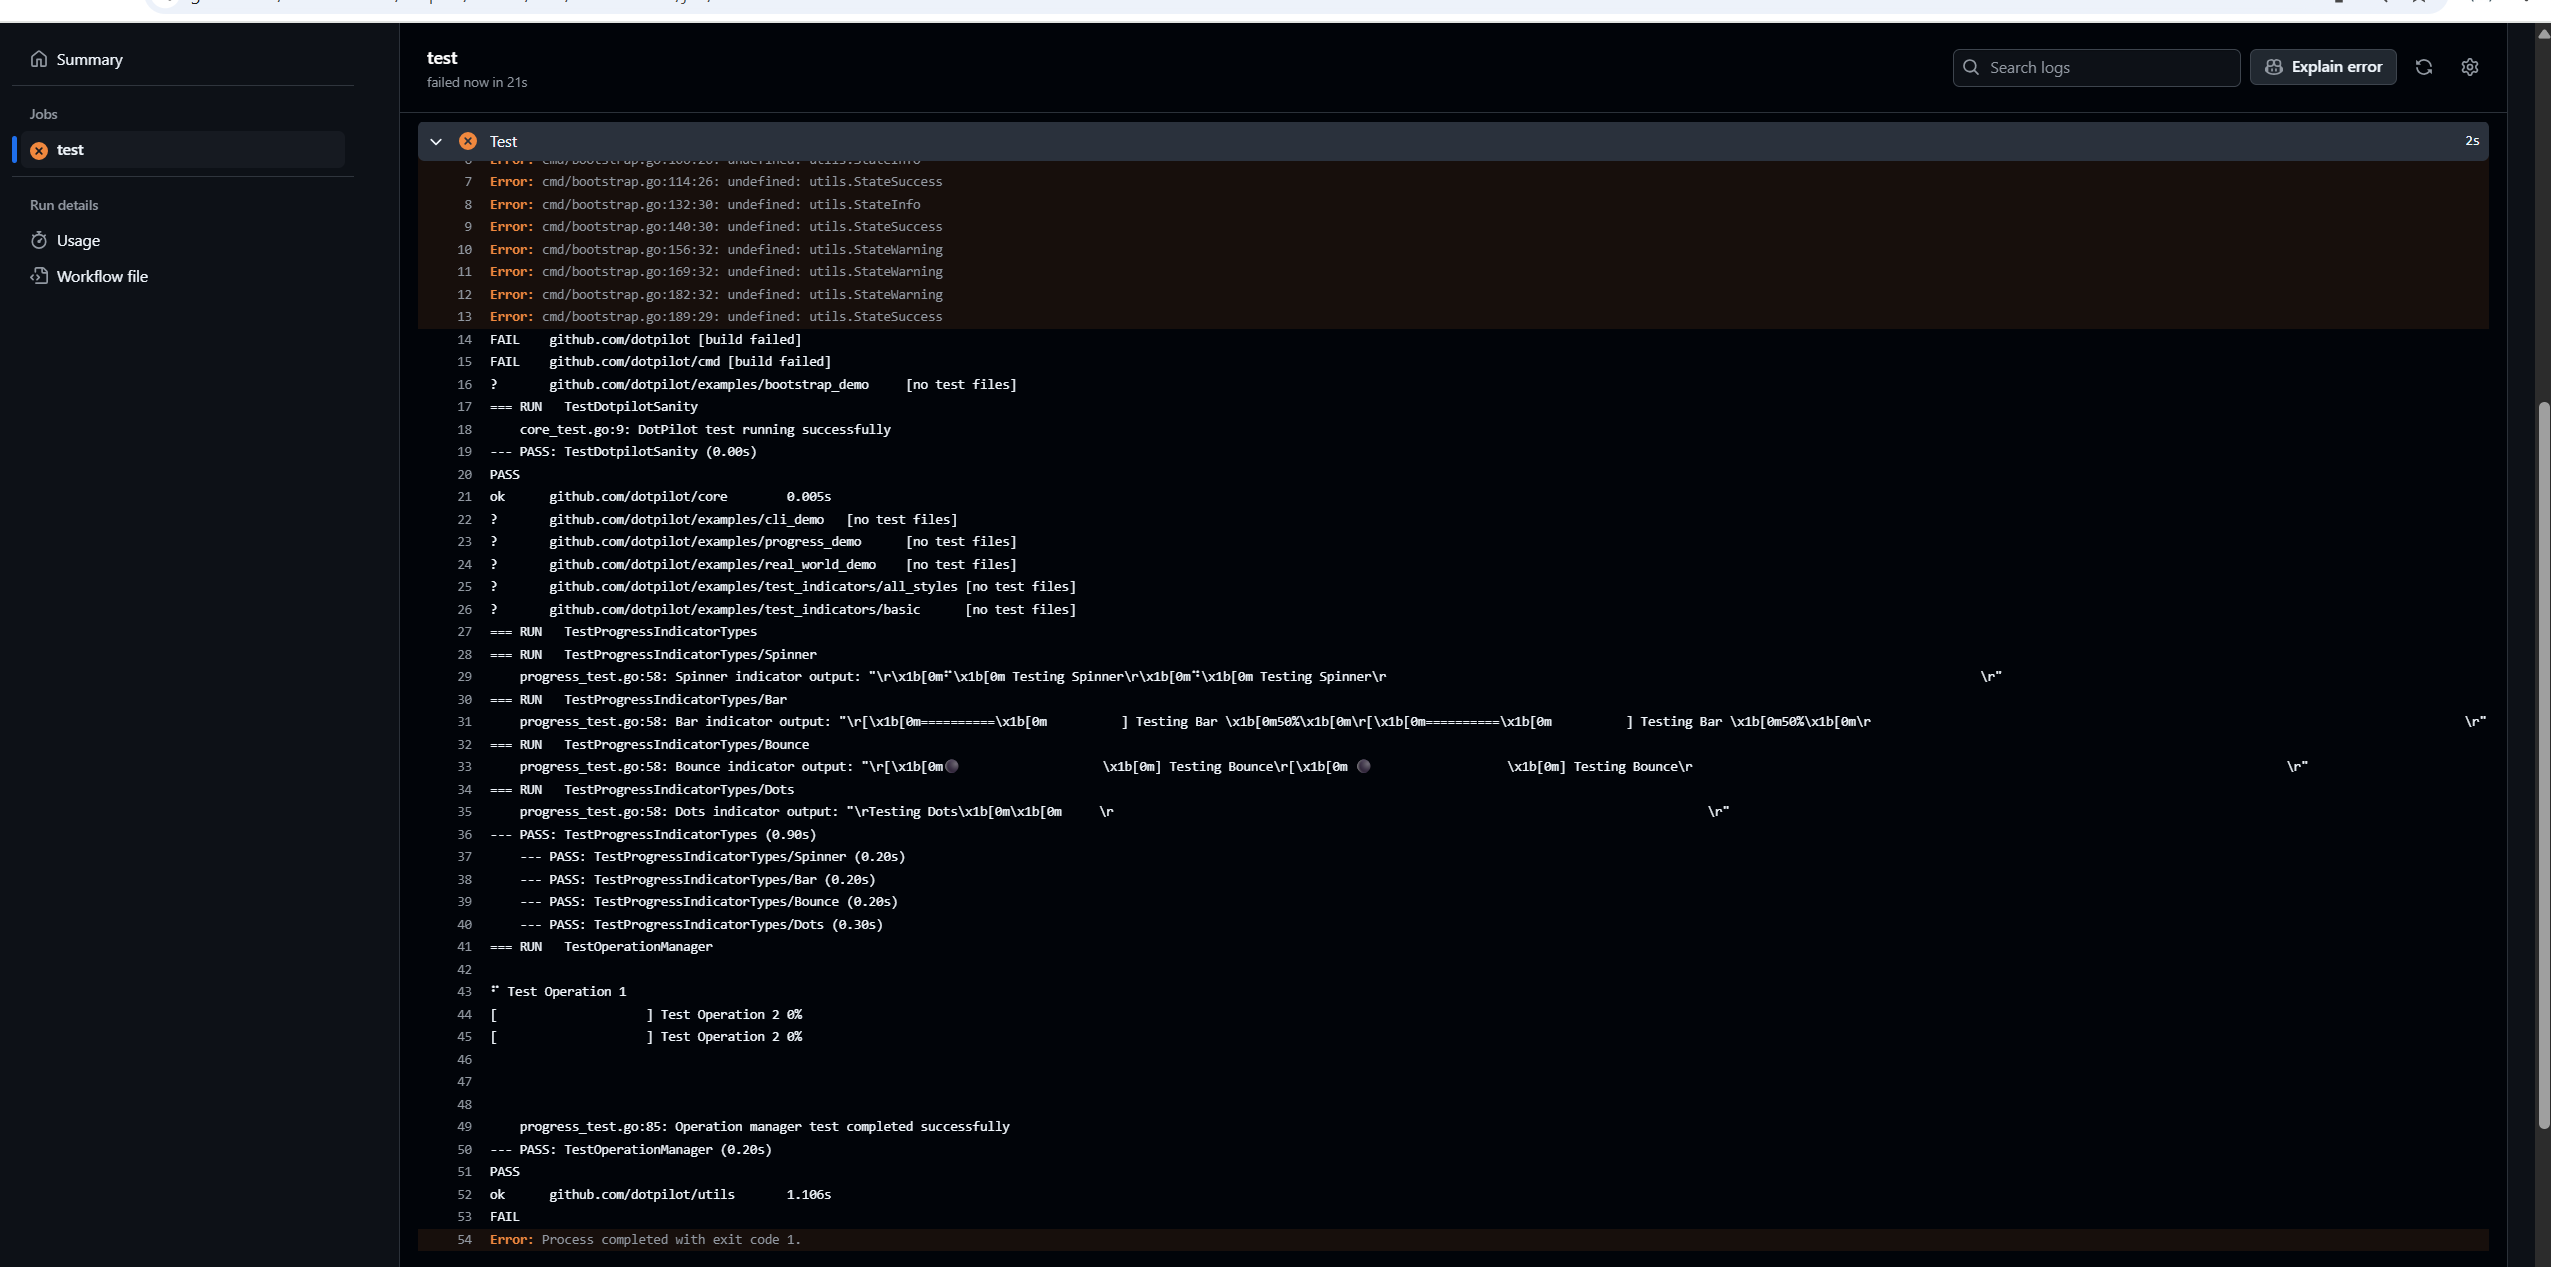 Summary
Jobs
test
Run details
Usage
Workflow file
test
failed now in 21s
Search logs
Explain error
Test
2s
7 Error: cmd/bootstrap.go:114:26: undefined: utils.StateSuccess
8 Error: cmd/bootstrap.go:132:30: undefined: utils.StateInfo
9 Error: cmd/bootstrap.go:140:30: undefined: utils.StateSuccess
10 Error: cmd/bootstrap.go:156:32: undefined: utils.StateWarning
11 Error: cmd/bootstrap.go:169:32: undefined: utils.StateWarning
12 Error: cmd/bootstrap.go:182:32: undefined: utils.StateWarning
13 Error: cmd/bootstrap.go:189:29: undefined: utils.StateSuccess
14 FAIL github.com/dotpilot [build failed]
15 FAIL github.com/dotpilot/cmd [build failed]
16 ? github.com/dotpilot/examples/bootstrap_demo [no test files]
17 === RUN TestDotpilotSanity
18 core_test.go:9: DotPilot test running successfully
19 --- PASS: TestDotpilotSanity (0.00s)
20 PASS
21 ok github.com/dotpilot/core 0.005s
22 ? github.com/dotpilot/examples/cli_demo [no test files]
23 ? github.com/dotpilot/examples/progress_demo [no test files]
24 ? github.com/dotpilot/examples/real_world_demo [no test files]
25 ? github.com/dotpilot/examples/test_indicators/all_styles [no test files]
26 ? github.com/dotpilot/examples/test_indicators/basic [no test files]
27 === RUN TestProgressIndicatorTypes
28 === RUN TestProgressIndicatorTypes/Spinner
29 progress_test.go:58: Spinner indicator output: "\r\x1b[0m⠋\x1b[0m Testing Spinner\r\x1b[0m⠙\x1b[0m Testing Spinner\r \r"
30 === RUN TestProgressIndicatorTypes/Bar
31 progress_test.go:58: Bar indicator output: "\r[\x1b[0m==========\x1b[0m ] Testing Bar \x1b[0m50%\x1b[0m\r[\x1b[0m==========\x1b[0m ] Testing Bar \x1b[0m50%\x1b[0m\r \r"
32 === RUN TestProgressIndicatorTypes/Bounce
33 progress_test.go:58: Bounce indicator output: "\r[\x1b[0m🌑 \x1b[0m] Testing Bounce\r[\x1b[0m 🌑 \x1b[0m] Testing Bounce\r \r"
34 === RUN TestProgressIndicatorTypes/Dots
35 progress_test.go:58: Dots indicator output: "\rTesting Dots\x1b[0m\x1b[0m \r \r"
36 --- PASS: TestProgressIndicatorTypes (0.90s)
37 --- PASS: TestProgressIndicatorTypes/Spinner (0.20s)
38 --- PASS: TestProgressIndicatorTypes/Bar (0.20s)
39 --- PASS: TestProgressIndicatorTypes/Bounce (0.20s)
40 --- PASS: TestProgressIndicatorTypes/Dots (0.30s)
41 === RUN TestOperationManager
42
43 ⠋ Test Operation 1
44 [ ] Test Operation 2 0%
45 [ ] Test Operation 2 0%
46
47
48
49 progress_test.go:85: Operation manager test completed successfully
50 --- PASS: TestOperationManager (0.20s)
51 PASS
52 ok github.com/dotpilot/utils 1.106s
53 FAIL
54 Error: Process completed with exit code 1.